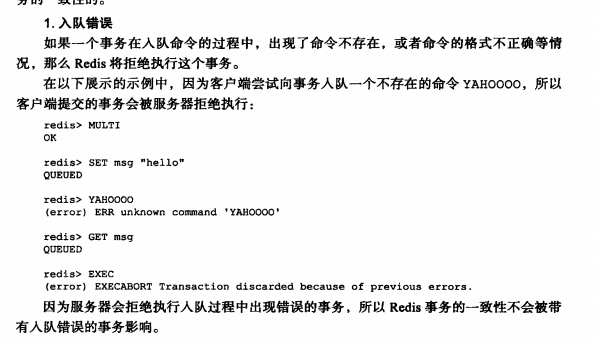 务的一致性的。
1. 入队错误
如果一个事务在入队命令的过程中，出现了命令不存在，或者命令的格式不正确等情
况，那么 Redis 将拒绝执行这个事务。
在以下展示的示例中，因为客户端尝试向事务入队一个不存在的命令 YAHOOOO，所以
客户端提交的事务会被服务器拒绝执行：
redis> MULTI
OK
redis> SET msg "hello"
QUEUED
redis> YAHOOOO
(error) ERR unknown command 'YAHOOOO'
redis> GET msg
QUEUED
redis> EXEC
(error) EXECABORT Transaction discarded because of previous errors.
因为服务器会拒绝执行入队过程中出现错误的事务，所以 Redis 事务的一致性不会被带
有入队错误的事务影响。